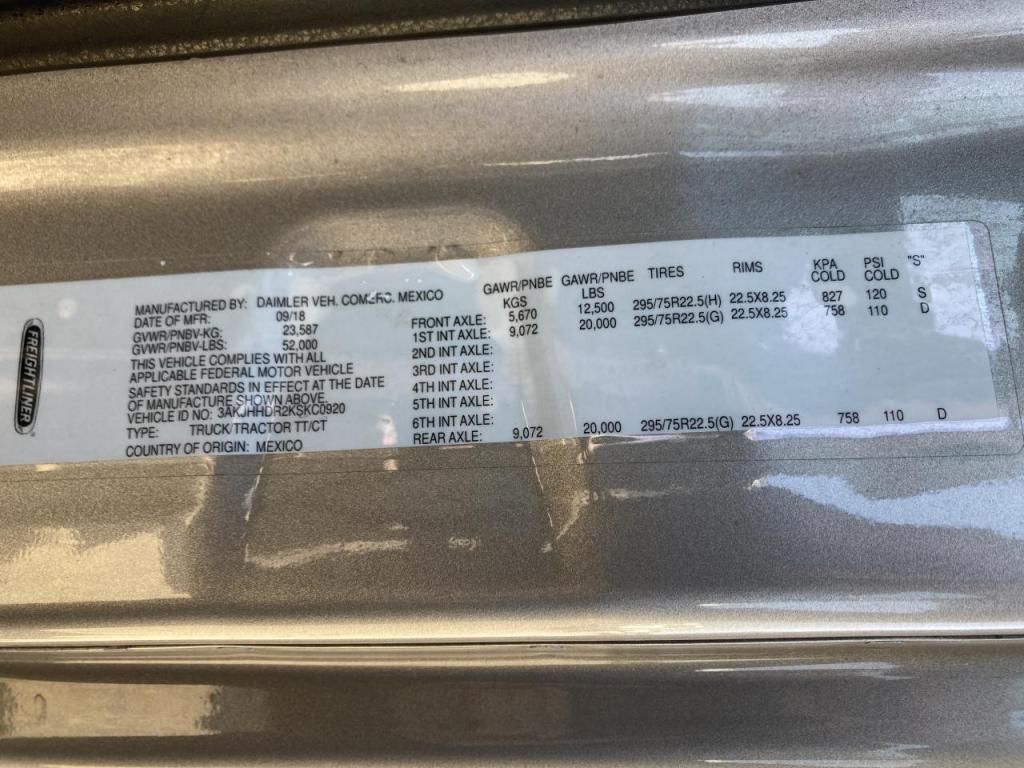 FREIGHTLINER
MANUFACTURED BY: DAIMLER VEH. COMERC. MEXICO
DATE OF MFR: 09/18
GVWR/PNBV-KG: 23,587
GVWR/PNBV-LBS: 52,000
THIS VEHICLE COMPLIES WITH ALL
APPLICABLE FEDERAL MOTOR VEHICLE
SAFETY STANDARDS IN EFFECT AT THE DATE
OF MANUFACTURE SHOWN ABOVE.
VEHICLE ID NO: 3AKJHHDR2KSKC0920
TYPE: TRUCK/TRACTOR TT/CT
COUNTRY OF ORIGIN: MEXICO
GAWR/PNBE GAWR/PNBE TIRES RIMS KPA PSI "S"
KGS LBS COLD COLD
FRONT AXLE: 5,670 12,500 295/75R22.5(H) 22.5X8.25 827 120 S
1ST INT AXLE: 9,072 20,000 295/75R22.5(G) 22.5X8.25 758 110 D
2ND INT AXLE:
3RD INT AXLE:
4TH INT AXLE:
5TH INT AXLE:
6TH INT AXLE:
REAR AXLE: 9,072 20,000 295/75R22.5(G) 22.5X8.25 758 110 D